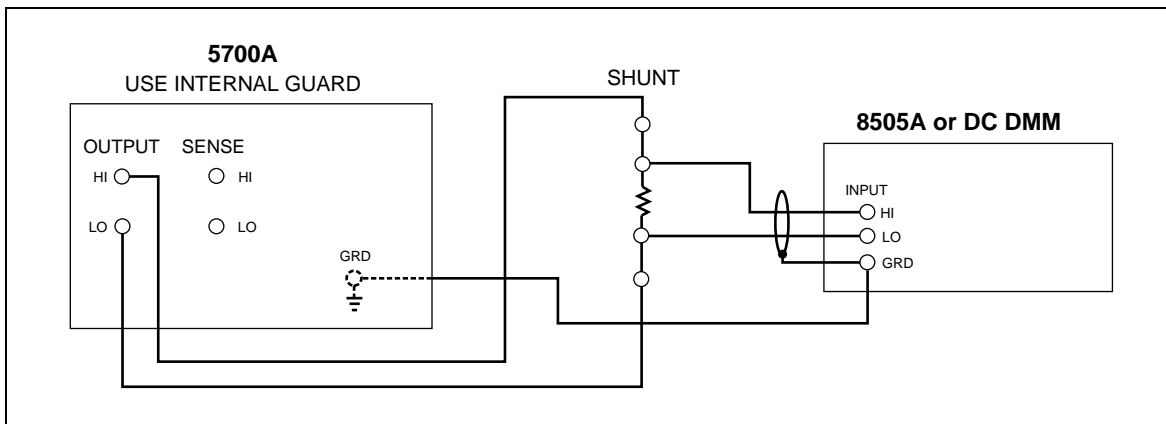 5700A
USE INTERNAL GUARD
OUTPUT SENSE
HI HI
LO LO
GRD
SHUNT
8505A or DC DMM
INPUT
HI
LO
GRD